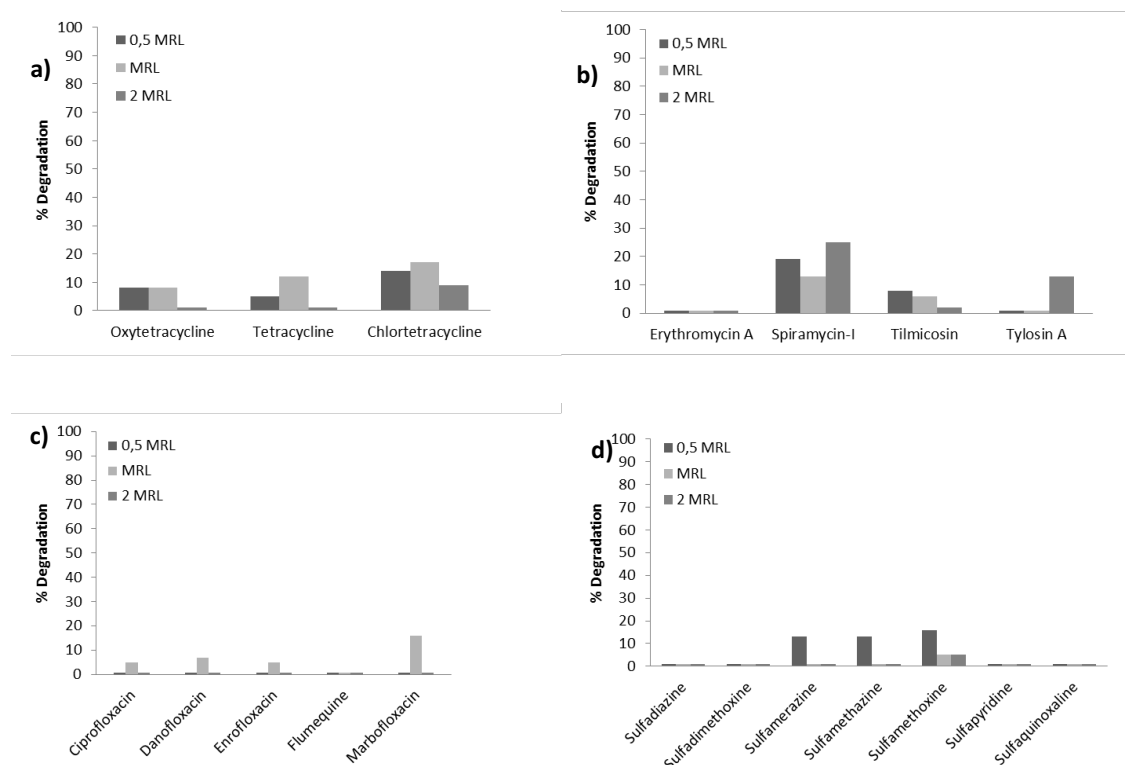 a)
% Degradation
100
90
80
70
60
50
40
30
20
10
0
0,5 MRL
MRL
2 MRL
Oxytetracycline Tetracycline Chlortetracycline
b)
% Degradation
100
90
80
70
60
50
40
30
20
10
0
0,5 MRL
MRL
2 MRL
Erythromycin A Spiramycin-I Tilmicosin Tylosin A
c)
% Degradation
100
90
80
70
60
50
40
30
20
10
0
0,5 MRL
MRL
2 MRL
Ciprofloxacin
Danofloxacin
Enrofloxacin
Flumequine
Marbofloxacin
d)
% Degradation
100
90
80
70
60
50
40
30
20
10
0
0,5 MRL
MRL
2 MRL
Sulfadiazine
Sulfadimethoxine
Sulfamerazine
Sulfamethazine
Sulfamethoxine
Sulfapyridine
Sulfaquinoxaline